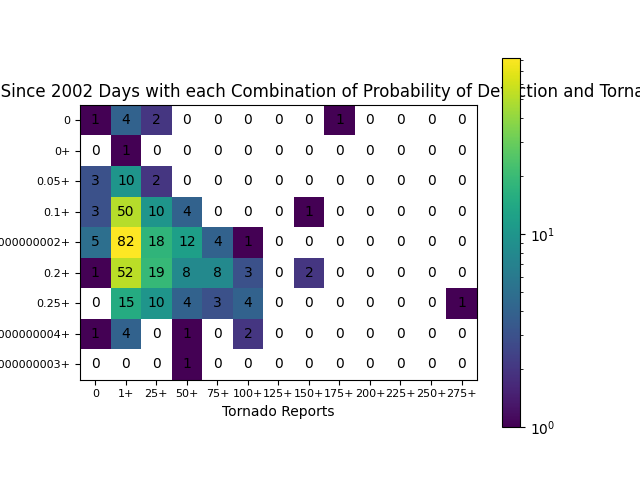 Since 2002 Days with each Combination of Probability of Detection and Torna
0 1 4 2 0 0 0 0 0 1 0 0 0 0
0+ 0 1 0 0 0 0 0 0 0 0 0 0 0
0.05+ 3 10 2 0 0 0 0 0 0 0 0 0 0
0.1+ 3 50 10 4 0 0 0 1 0 0 0 0 0
000000002+ 5 82 18 12 4 1 0 0 0 0 0 0 0
0.2+ 1 52 19 8 8 3 0 2 0 0 0 0 0
0.25+ 0 15 10 4 3 4 0 0 0 0 0 0 1
000000004+ 1 4 0 1 0 2 0 0 0 0 0 0 0
000000003+ 0 0 0 1 0 0 0 0 0 0 0 0 0
0 1+ 25+ 50+ 75+ 100+ 125+ 150+ 175+ 200+ 225+ 250+ 275+
Tornado Reports
10¹
10⁰